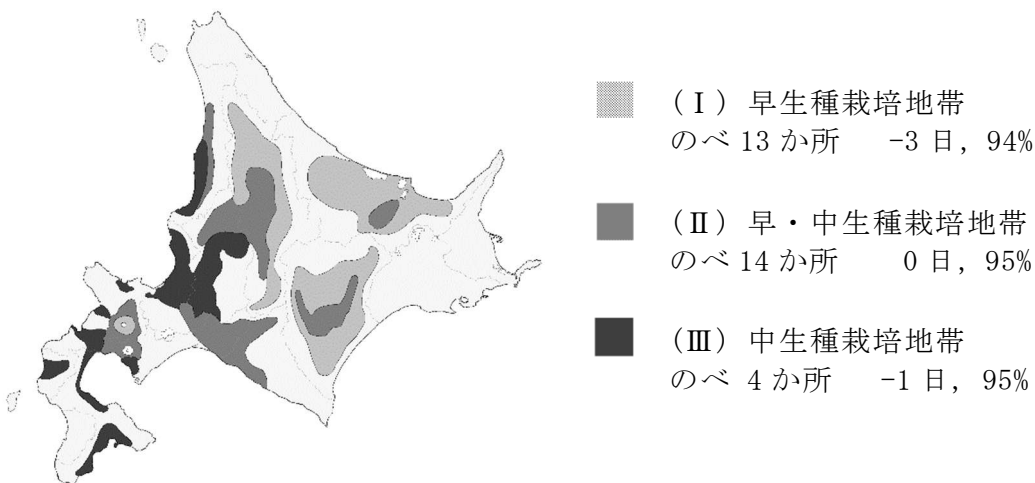 （Ⅰ）早生種栽培地帯
のべ 13 か所　-3 日, 94%
（Ⅱ）早・中生種栽培地帯
のべ 14 か所　0 日, 95%
（Ⅲ）中生種栽培地帯
のべ 4 か所　-1 日, 95%